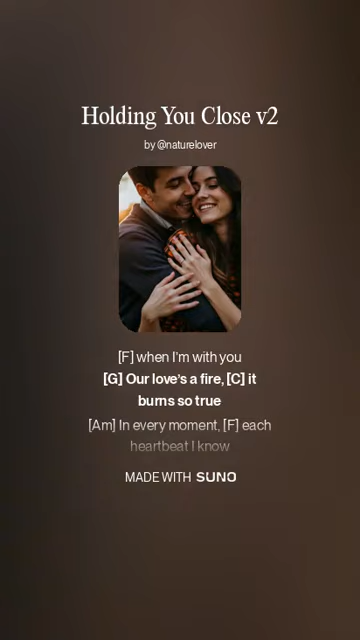 Holding You Close v2
by @naturelover
[F] when I'm with you
[G] Our love's a fire, [C] it
burns so true
[Am] In every moment, [F] each
heartbeat I know
MADE WITH SUNO